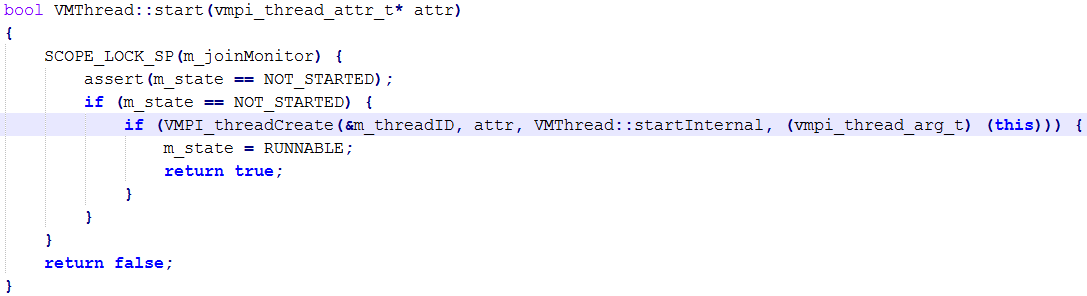 bool VMThread::start(vmpi_thread_attr_t* attr)
{
    SCOPE_LOCK_SP(m_joinMonitor) {
        assert(m_state == NOT_STARTED);
        if (m_state == NOT_STARTED) {
            if (VMPI_threadCreate(&m_threadID, attr, VMThread::startInternal, (vmpi_thread_arg_t) (this))) {
                m_state = RUNNABLE;
                return true;
            }
        }
    }
    return false;
}